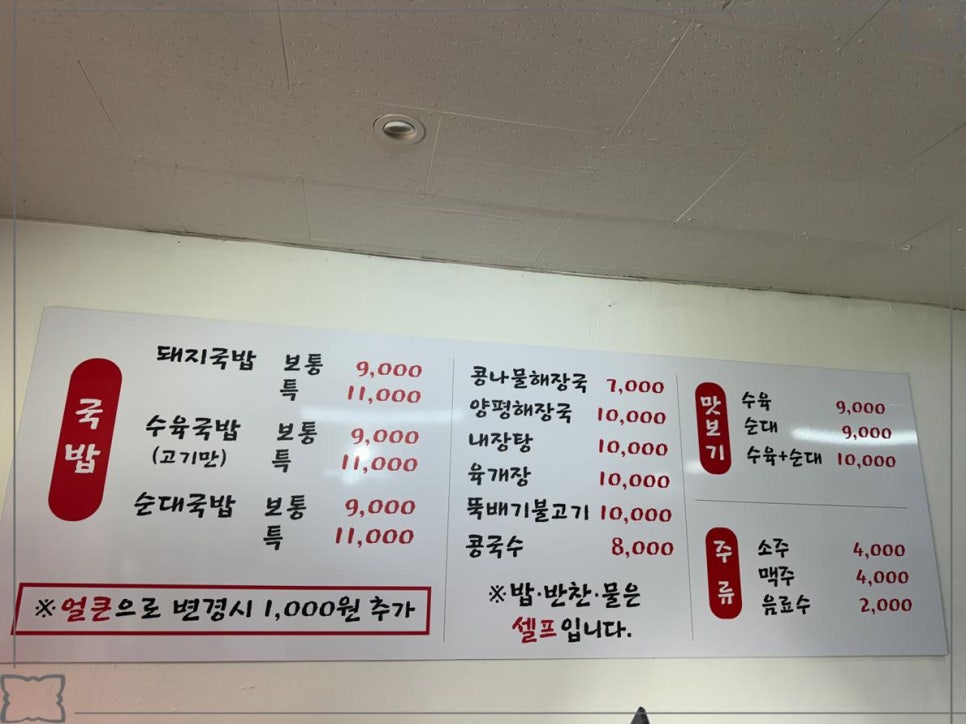 국밥
돼지국밥 보통 9,000
특 11,000
수육국밥 보통 9,000
(고기만) 특 11,000
순대국밥 보통 9,000
특 11,000
※얼큰으로 변경시 1,000원 추가
콩나물해장국 7,000
양평해장국 10,000
내장탕 10,000
육개장 10,000
뚝배기불고기 10,000
콩국수 8,000
※밥·반찬·물은
셀프입니다.
맛보기
수육 9,000
순대 9,000
수육+순대 10,000
주류
소주 4,000
맥주 4,000
음료수 2,000